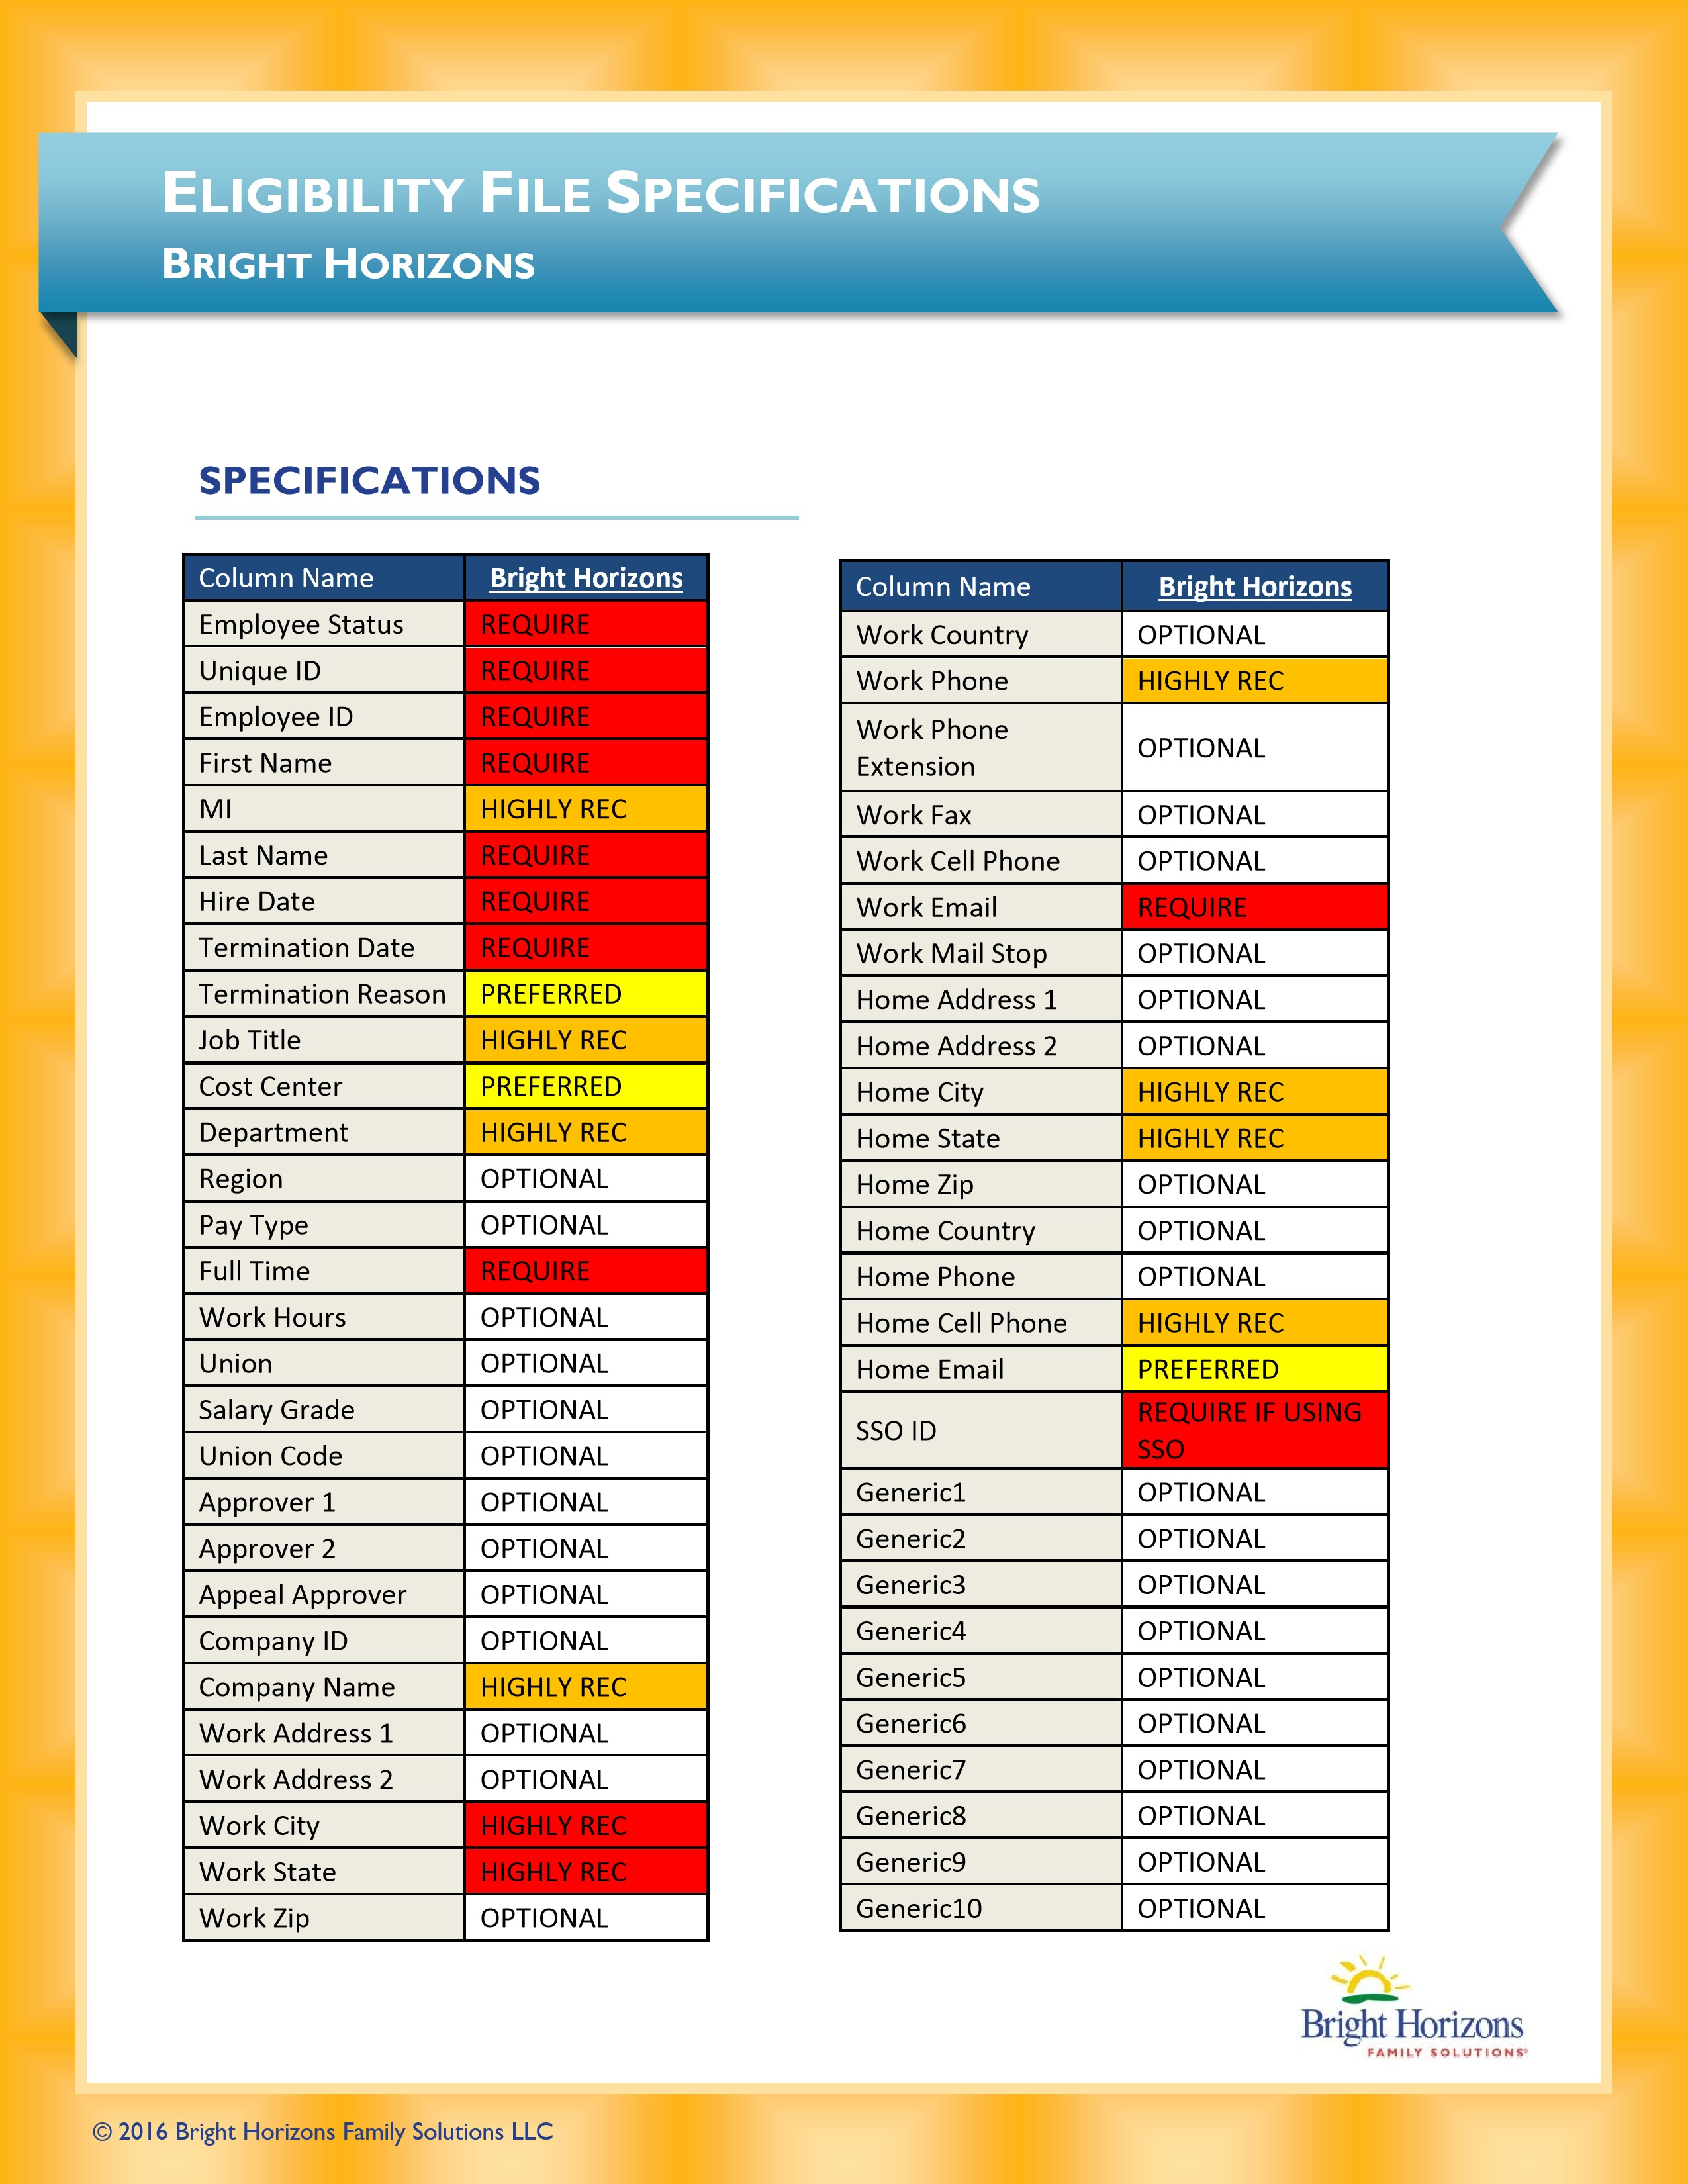 ELIGIBILITY FILE SPECIFICATIONS
BRIGHT HORIZONS
SPECIFICATIONS
Column Name Bright Horizons
Employee Status REQUIRE
Unique ID REQUIRE
Employee ID REQUIRE
First Name REQUIRE
MI HIGHLY REC
Last Name REQUIRE
Hire Date REQUIRE
Termination Date REQUIRE
Termination Reason PREFERRED
Job Title HIGHLY REC
Cost Center PREFERRED
Department HIGHLY REC
Region OPTIONAL
Pay Type OPTIONAL
Full Time REQUIRE
Work Hours OPTIONAL
Union OPTIONAL
Salary Grade OPTIONAL
Union Code OPTIONAL
Approver 1 OPTIONAL
Approver 2 OPTIONAL
Appeal Approver OPTIONAL
Company ID OPTIONAL
Company Name HIGHLY REC
Work Address 1 OPTIONAL
Work Address 2 OPTIONAL
Work City HIGHLY REC
Work State HIGHLY REC
Work Zip OPTIONAL
Column Name Bright Horizons
Work Country OPTIONAL
Work Phone HIGHLY REC
Work Phone
Extension OPTIONAL
Work Fax OPTIONAL
Work Cell Phone OPTIONAL
Work Email REQUIRE
Work Mail Stop OPTIONAL
Home Address 1 OPTIONAL
Home Address 2 OPTIONAL
Home City HIGHLY REC
Home State HIGHLY REC
Home Zip OPTIONAL
Home Country OPTIONAL
Home Phone OPTIONAL
Home Cell Phone HIGHLY REC
Home Email PREFERRED
SSO ID REQUIRE IF USING
SSO
Generic1 OPTIONAL
Generic2 OPTIONAL
Generic3 OPTIONAL
Generic4 OPTIONAL
Generic5 OPTIONAL
Generic6 OPTIONAL
Generic7 OPTIONAL
Generic8 OPTIONAL
Generic9 OPTIONAL
Generic10 OPTIONAL
Bright Horizons
FAMILY SOLUTIONS®
© 2016 Bright Horizons Family Solutions LLC